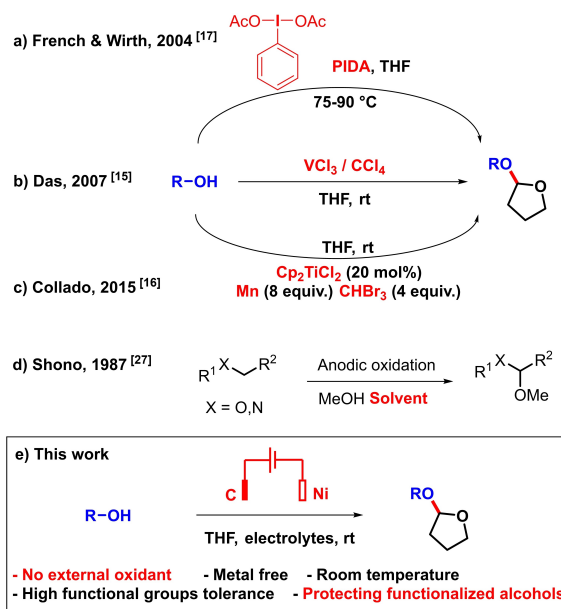 a) French & Wirth, 2004 [17]
AcO–I–OAc
PIDA, THF
75-90 °C
b) Das, 2007 [15]
R–OH
VCl3 / CCl4
THF, rt
RO
O
THF, rt
Cp2TiCl2 (20 mol%)
c) Collado, 2015 [16]
Mn (8 equiv.) CHBr3 (4 equiv.)
d) Shono, 1987 [27]
R1 X R2
X = O,N
Anodic oxidation
MeOH Solvent
R1 X R2
OMe
e) This work
C Ni
R–OH
THF, electrolytes, rt
RO
O
- No external oxidant - Metal free - Room temperature
- High functional groups tolerance - Protecting functionalized alcohols